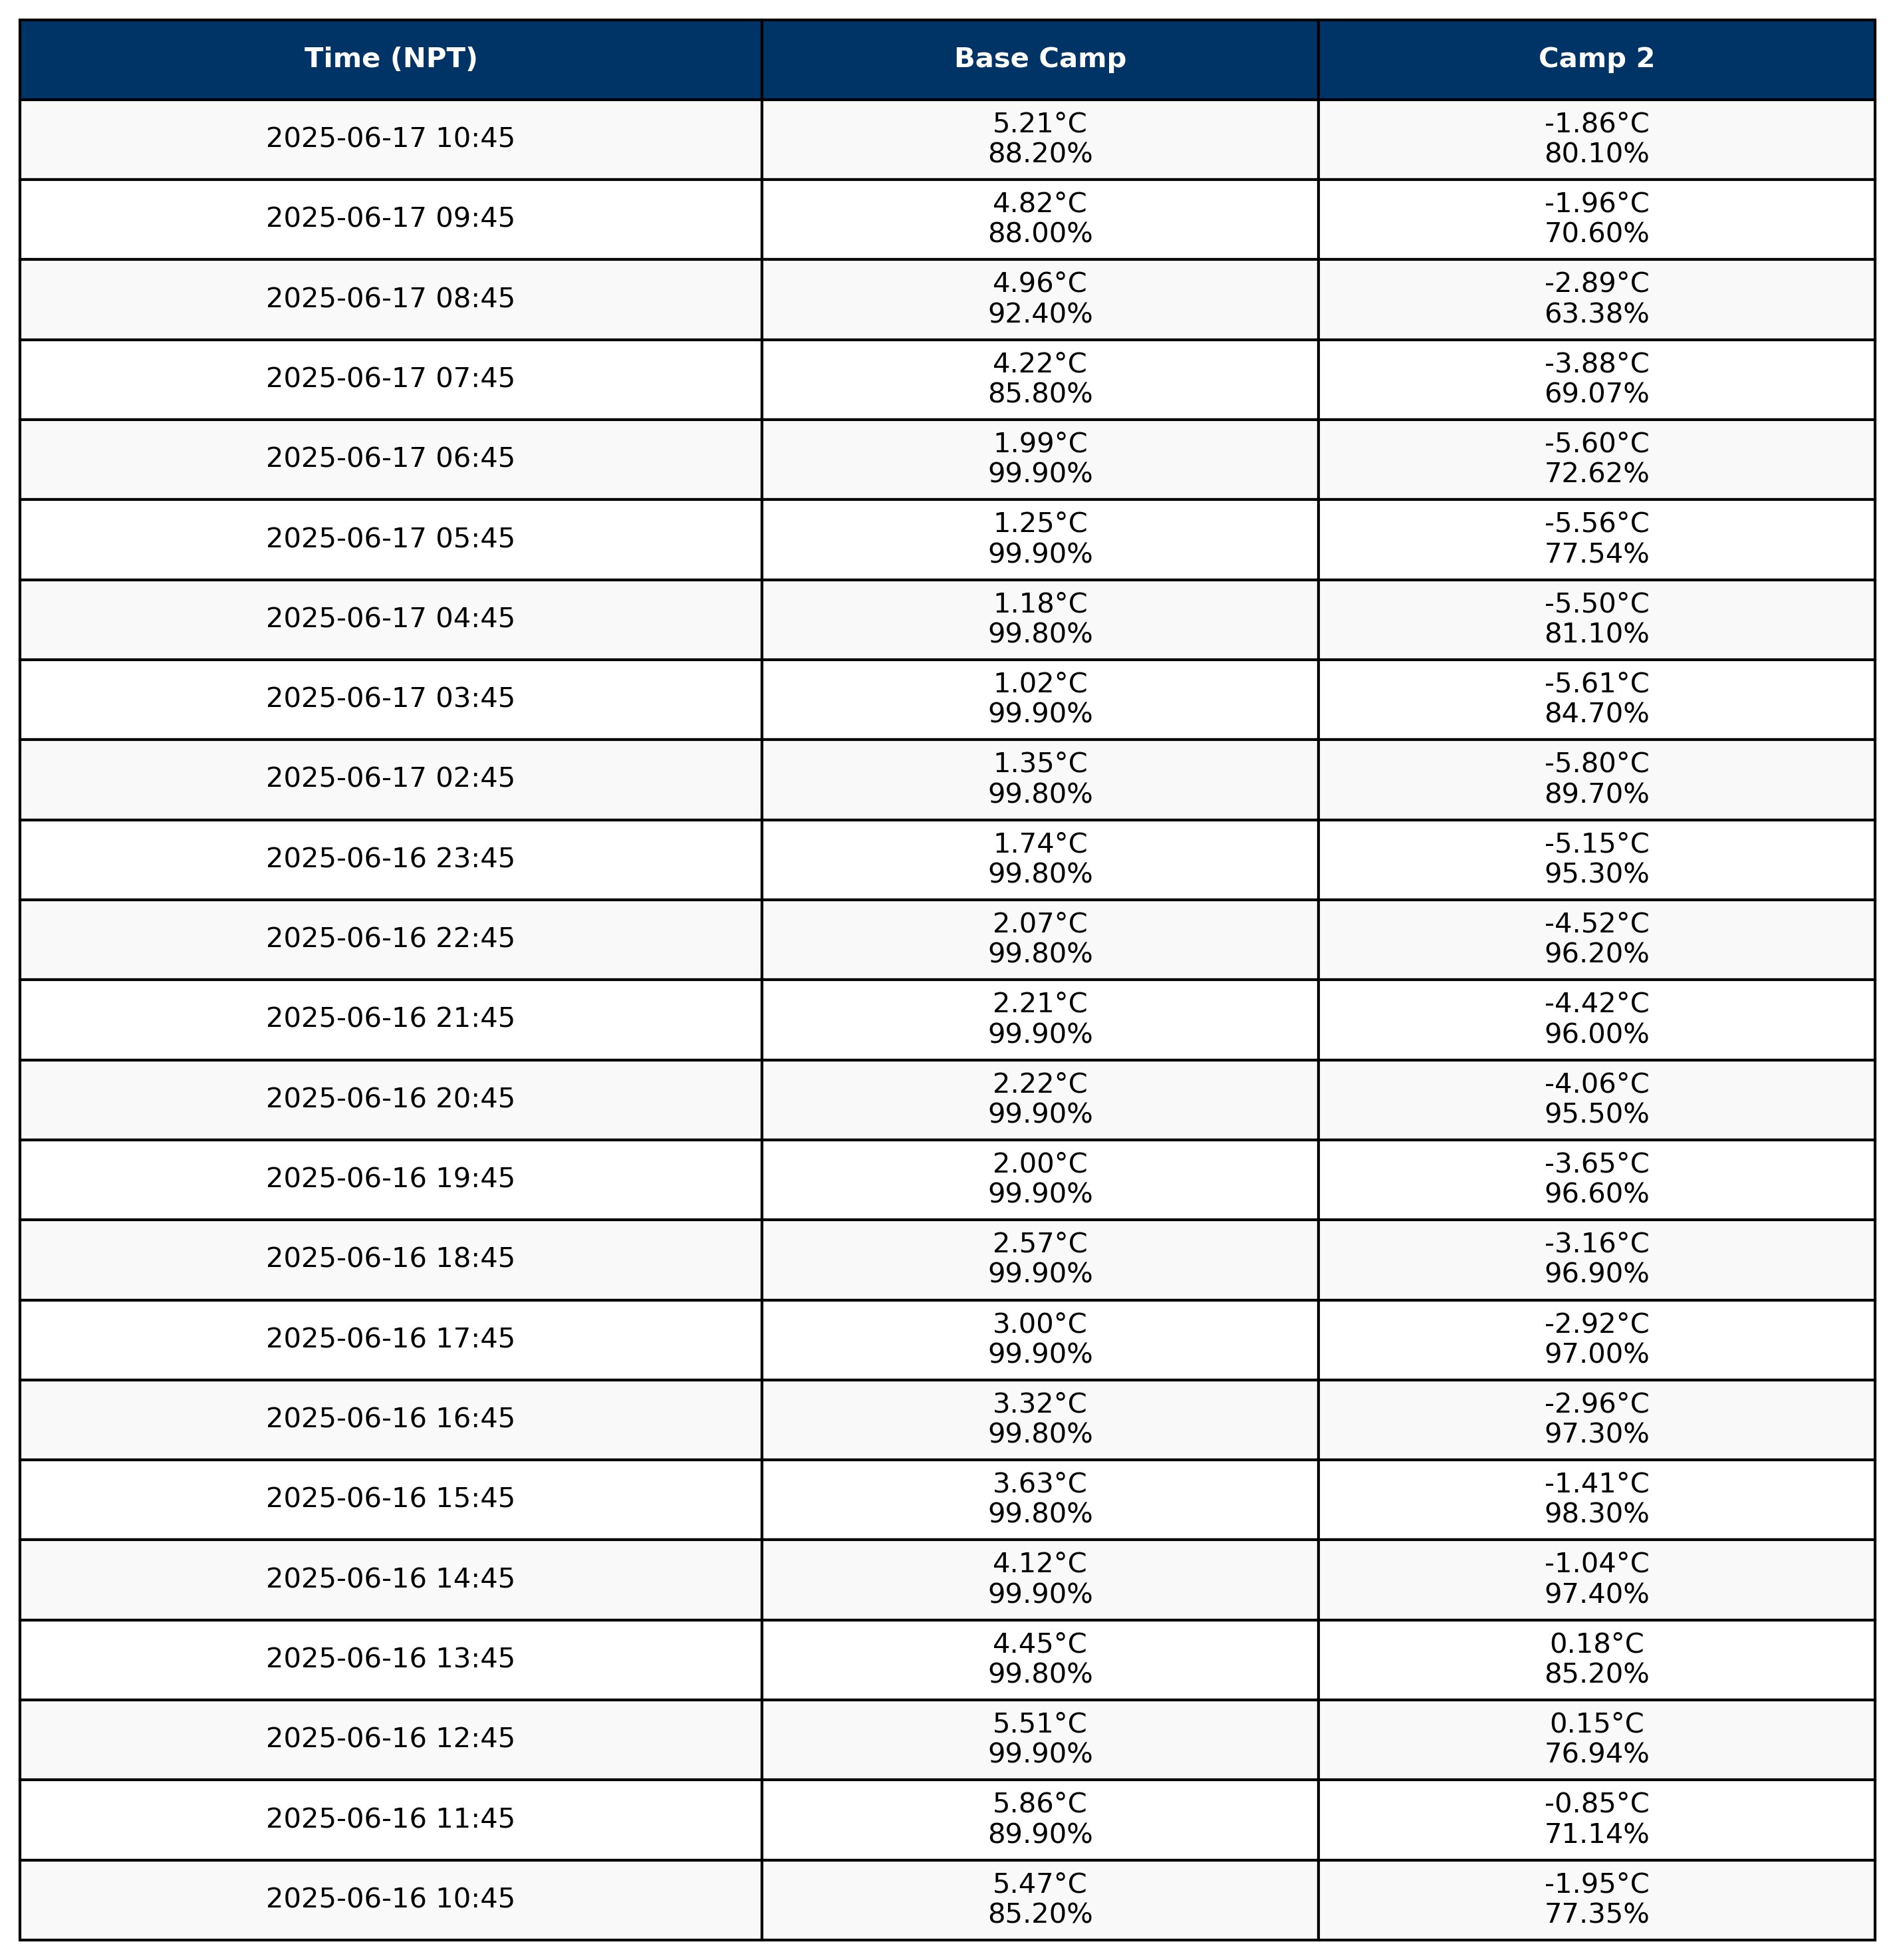 Time (NPT) Base Camp Camp 2
2025-06-17 10:45 5.21°C -1.86°C
88.20% 80.10%
2025-06-17 09:45 4.82°C -1.96°C
88.00% 70.60%
2025-06-17 08:45 4.96°C -2.89°C
92.40% 63.38%
2025-06-17 07:45 4.22°C -3.88°C
85.80% 69.07%
2025-06-17 06:45 1.99°C -5.60°C
99.90% 72.62%
2025-06-17 05:45 1.25°C -5.56°C
99.90% 77.54%
2025-06-17 04:45 1.18°C -5.50°C
99.80% 81.10%
2025-06-17 03:45 1.02°C -5.61°C
99.90% 84.70%
2025-06-17 02:45 1.35°C -5.80°C
99.80% 89.70%
2025-06-16 23:45 1.74°C -5.15°C
99.80% 95.30%
2025-06-16 22:45 2.07°C -4.52°C
99.80% 96.20%
2025-06-16 21:45 2.21°C -4.42°C
99.90% 96.00%
2025-06-16 20:45 2.22°C -4.06°C
99.90% 95.50%
2025-06-16 19:45 2.00°C -3.65°C
99.90% 96.60%
2025-06-16 18:45 2.57°C -3.16°C
99.90% 96.90%
2025-06-16 17:45 3.00°C -2.92°C
99.90% 97.00%
2025-06-16 16:45 3.32°C -2.96°C
99.80% 97.30%
2025-06-16 15:45 3.63°C -1.41°C
99.80% 98.30%
2025-06-16 14:45 4.12°C -1.04°C
99.90% 97.40%
2025-06-16 13:45 4.45°C 0.18°C
99.80% 85.20%
2025-06-16 12:45 5.51°C 0.15°C
99.90% 76.94%
2025-06-16 11:45 5.86°C -0.85°C
89.90% 71.14%
2025-06-16 10:45 5.47°C -1.95°C
85.20% 77.35%